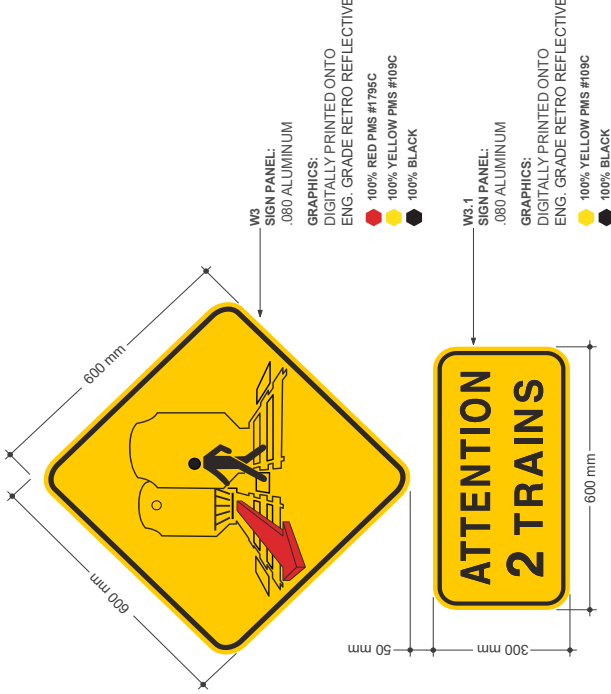 600 mm
600 mm
W3
SIGN PANEL:
.080 ALUMINUM
GRAPHICS:
DIGITALLY PRINTED ONTO
ENG. GRADE RETRO REFLECTIVE
100% RED PMS #1795C
100% YELLOW PMS #109C
100% BLACK
50 mm
300 mm
ATTENTION
2 TRAINS
600 mm
W3.1
SIGN PANEL:
.080 ALUMINUM
GRAPHICS:
DIGITALLY PRINTED ONTO
ENG. GRADE RETRO REFLECTIVE
100% YELLOW PMS #109C
100% BLACK